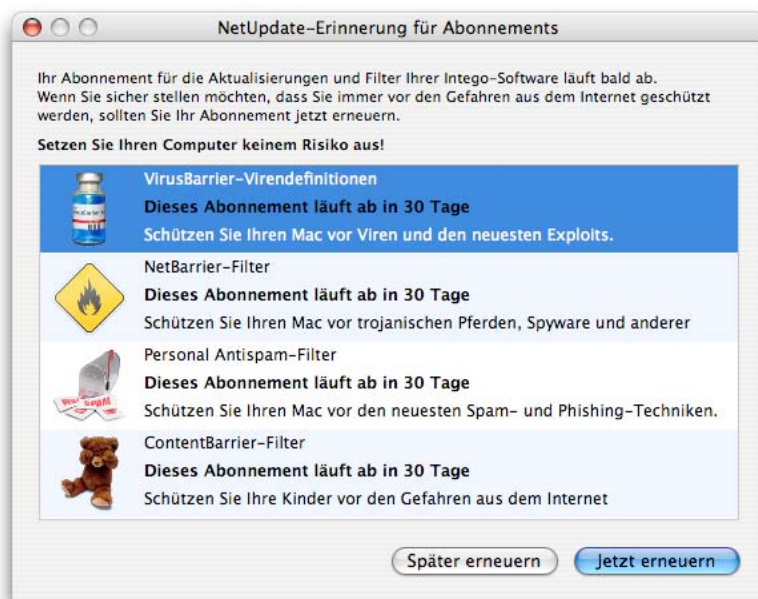 NetUpdate-Erinnerung für Abonnements
Ihr Abonnement für die Aktualisierungen und Filter Ihrer Intego-Software läuft bald ab.
Wenn Sie sicher stellen möchten, dass Sie immer vor den Gefahren aus dem Internet geschützt
werden, sollten Sie Ihr Abonnement jetzt erneuern.
Setzen Sie Ihren Computer keinem Risiko aus!
VirusBarrier-Virendefinitionen
Dieses Abonnement läuft ab in 30 Tage
Schützen Sie Ihren Mac vor Viren und den neuesten Exploits.
NetBarrier-Filter
Dieses Abonnement läuft ab in 30 Tage
Schützen Sie Ihren Mac vor trojanischen Pferden, Spyware und anderer
Personal Antispam-Filter
Dieses Abonnement läuft ab in 30 Tage
Schützen Sie Ihren Mac vor den neuesten Spam- und Phishing-Techniken.
SPAM
ContentBarrier-Filter
Dieses Abonnement läuft ab in 30 Tage
Schützen Sie Ihre Kinder vor den Gefahren aus dem Internet
Später erneuern
Jetzt erneuern